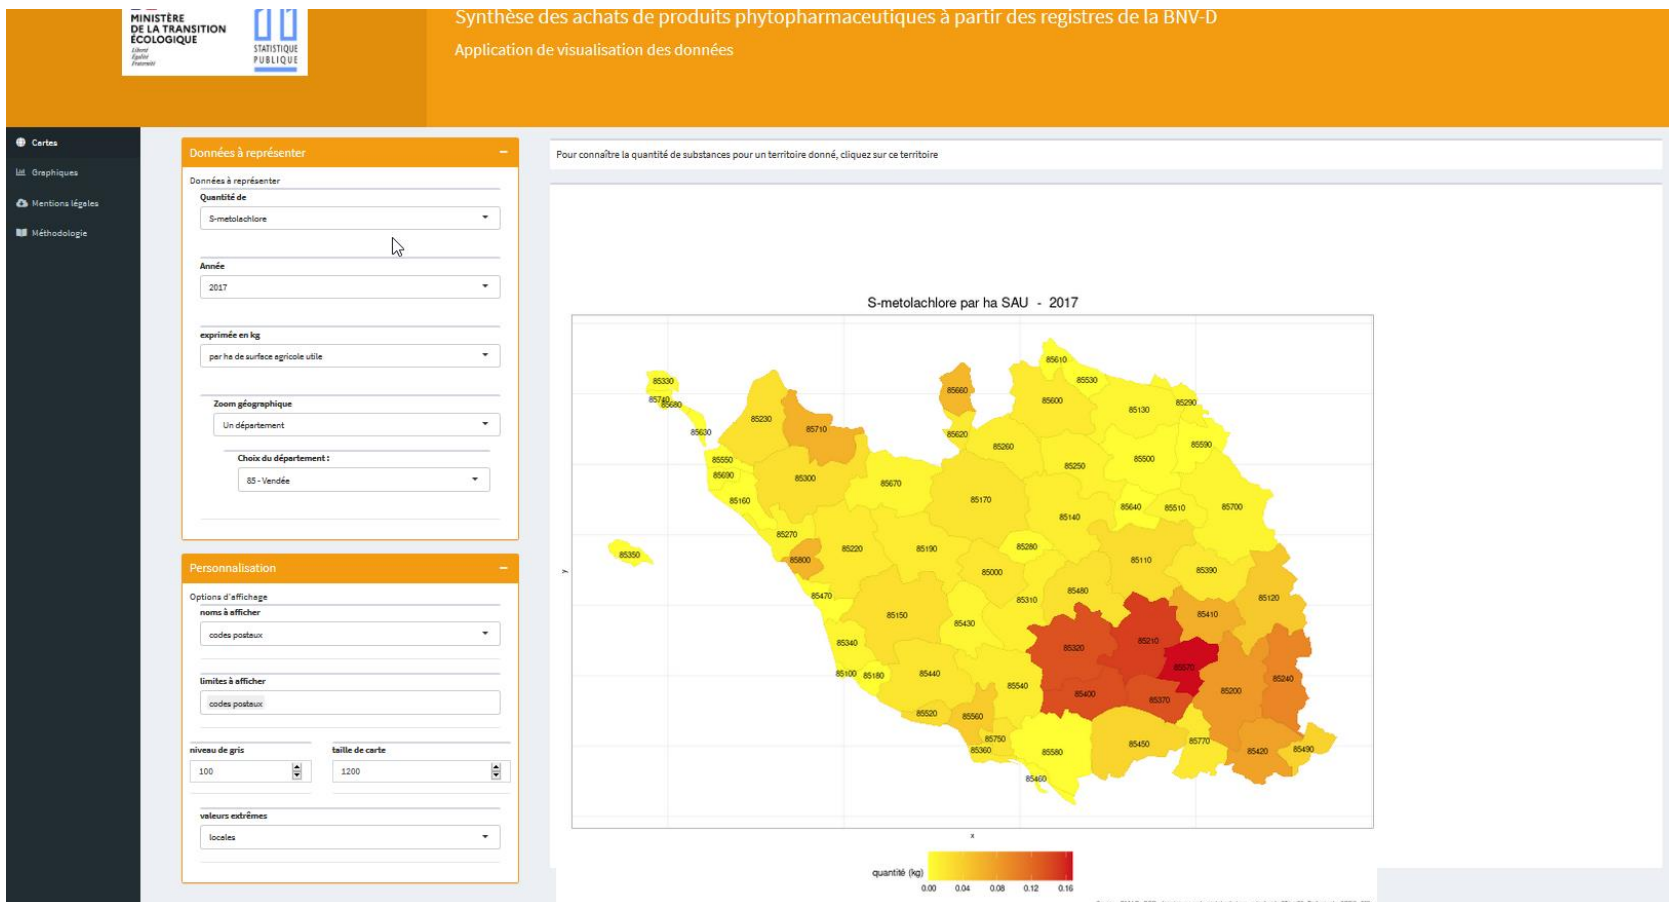 MINISTÈRE
DE LA TRANSITION
ÉCOLOGIQUE
Liberté
Égalité
Fraternité
STATISTIQUE
PUBLIQUE
Synthèse des achats de produits phytopharmaceutiques à partir des registres de la BNV-D
Application de visualisation des données
Cartes
Graphiques
Mentions légales
Méthodologie
Données à représenter
Données à représenter
Quantité de
S-metolachlore
Année
2017
exprimée en kg
par ha de surface agricole utile
Zoom géographique
Un département
Choix du département :
85 - Vendée
Personnalisation
Options d'affichage
noms à afficher
codes postaux
limites à afficher
codes postaux
niveau de gris
taille de carte
100
1200
valeurs extrêmes
locales
Pour connaître la quantité de substances pour un territoire donné, cliquez sur ce territoire
S-metolachlore par ha SAU - 2017
85610
85330
85530
85660
85740
85680
85600
85290
85130
85230
85710
85630
85620
85260
85590
85550
85500
85250
85690
85300
85670
85160
85170
85640
85510
85700
85140
85270
85220
85190
85280
85350
85800
85110
85000
85390
85470
85480
85120
85310
85150
85410
85430
85340
85320
85210
85570
85100
85180
85440
85240
85540
85400
85370
85200
85520
85560
85750
85360
85580
85450
85770
85420
85490
85460
y
x
quantité (kg)
0.00 0.04 0.08 0.12 0.16